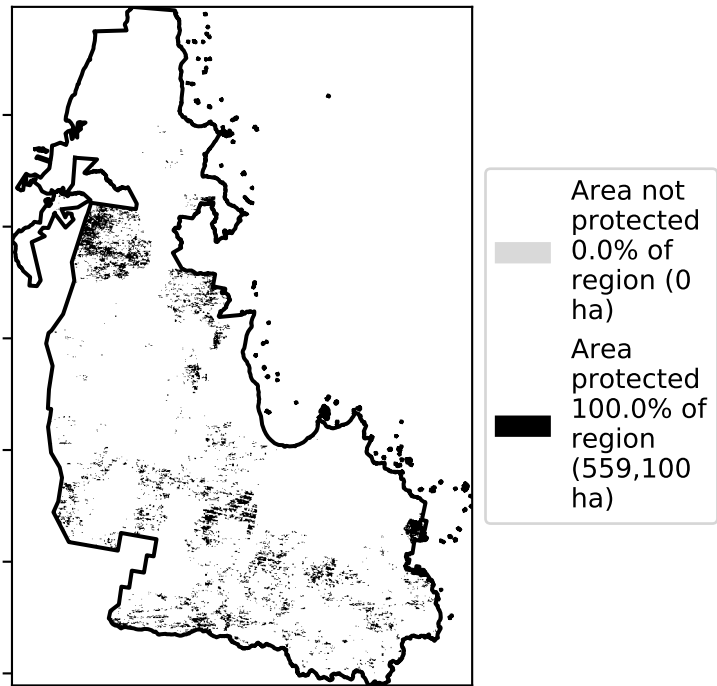 Area not
protected
0.0% of
region (0
ha)
Area
protected
100.0% of
region
(559,100
ha)